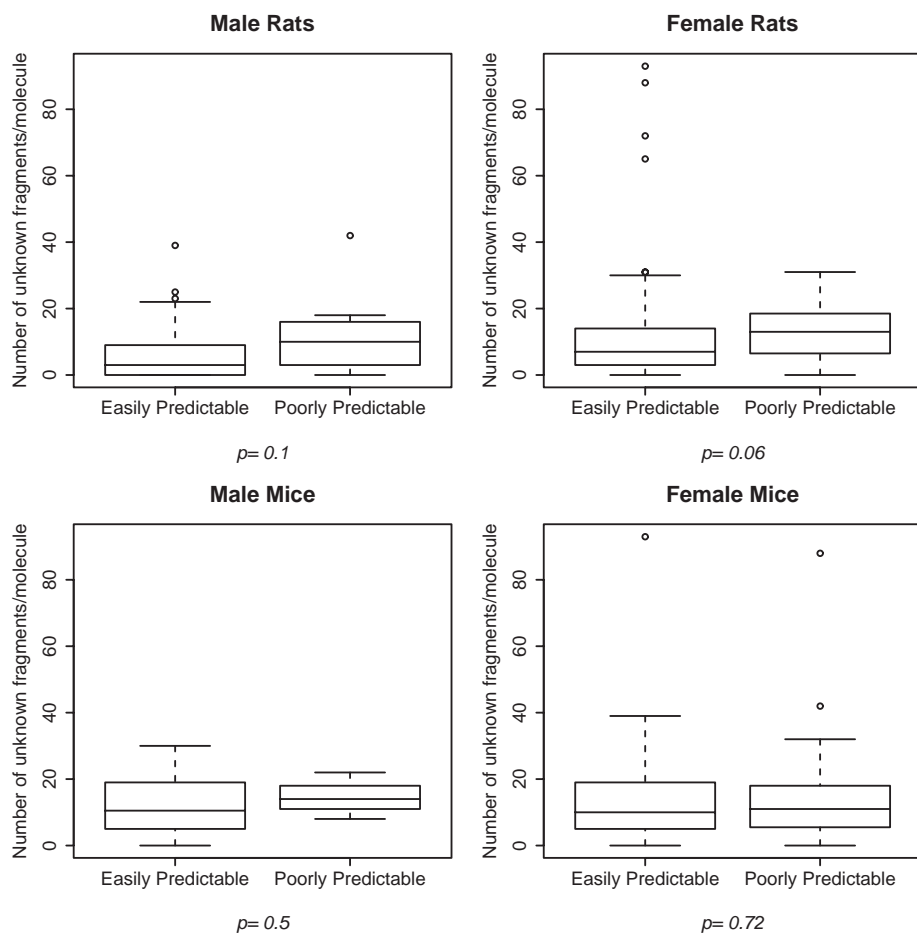 Male Rats
Number of unknown fragments/molecule
0 20 40 60 80
Easily Predictable Poorly Predictable
p= 0.1
Female Rats
Number of unknown fragments/molecule
0 20 40 60 80
Easily Predictable Poorly Predictable
p= 0.06
Male Mice
Number of unknown fragments/molecule
0 20 40 60 80
Easily Predictable Poorly Predictable
p= 0.5
Female Mice
Number of unknown fragments/molecule
0 20 40 60 80
Easily Predictable Poorly Predictable
p= 0.72